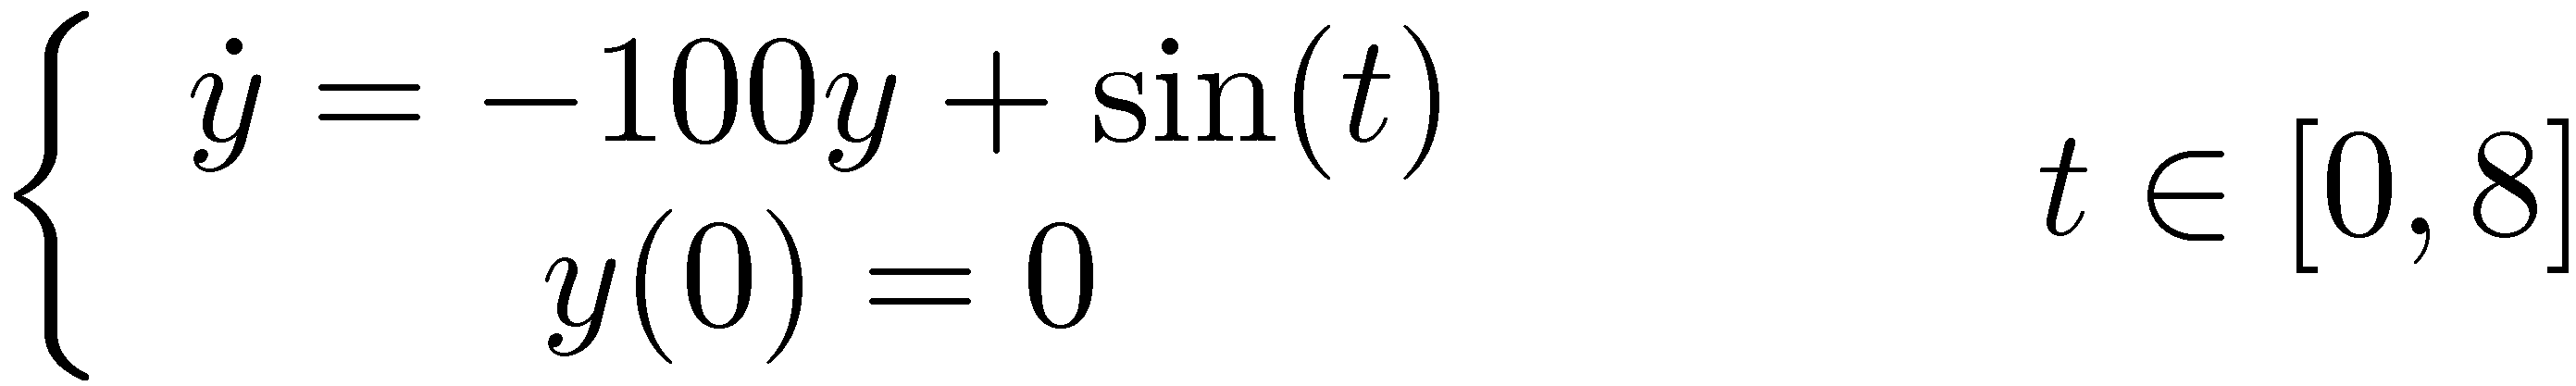 ẏ = −100y + sin(t)
y(0) = 0
t ∈ [0, 8]